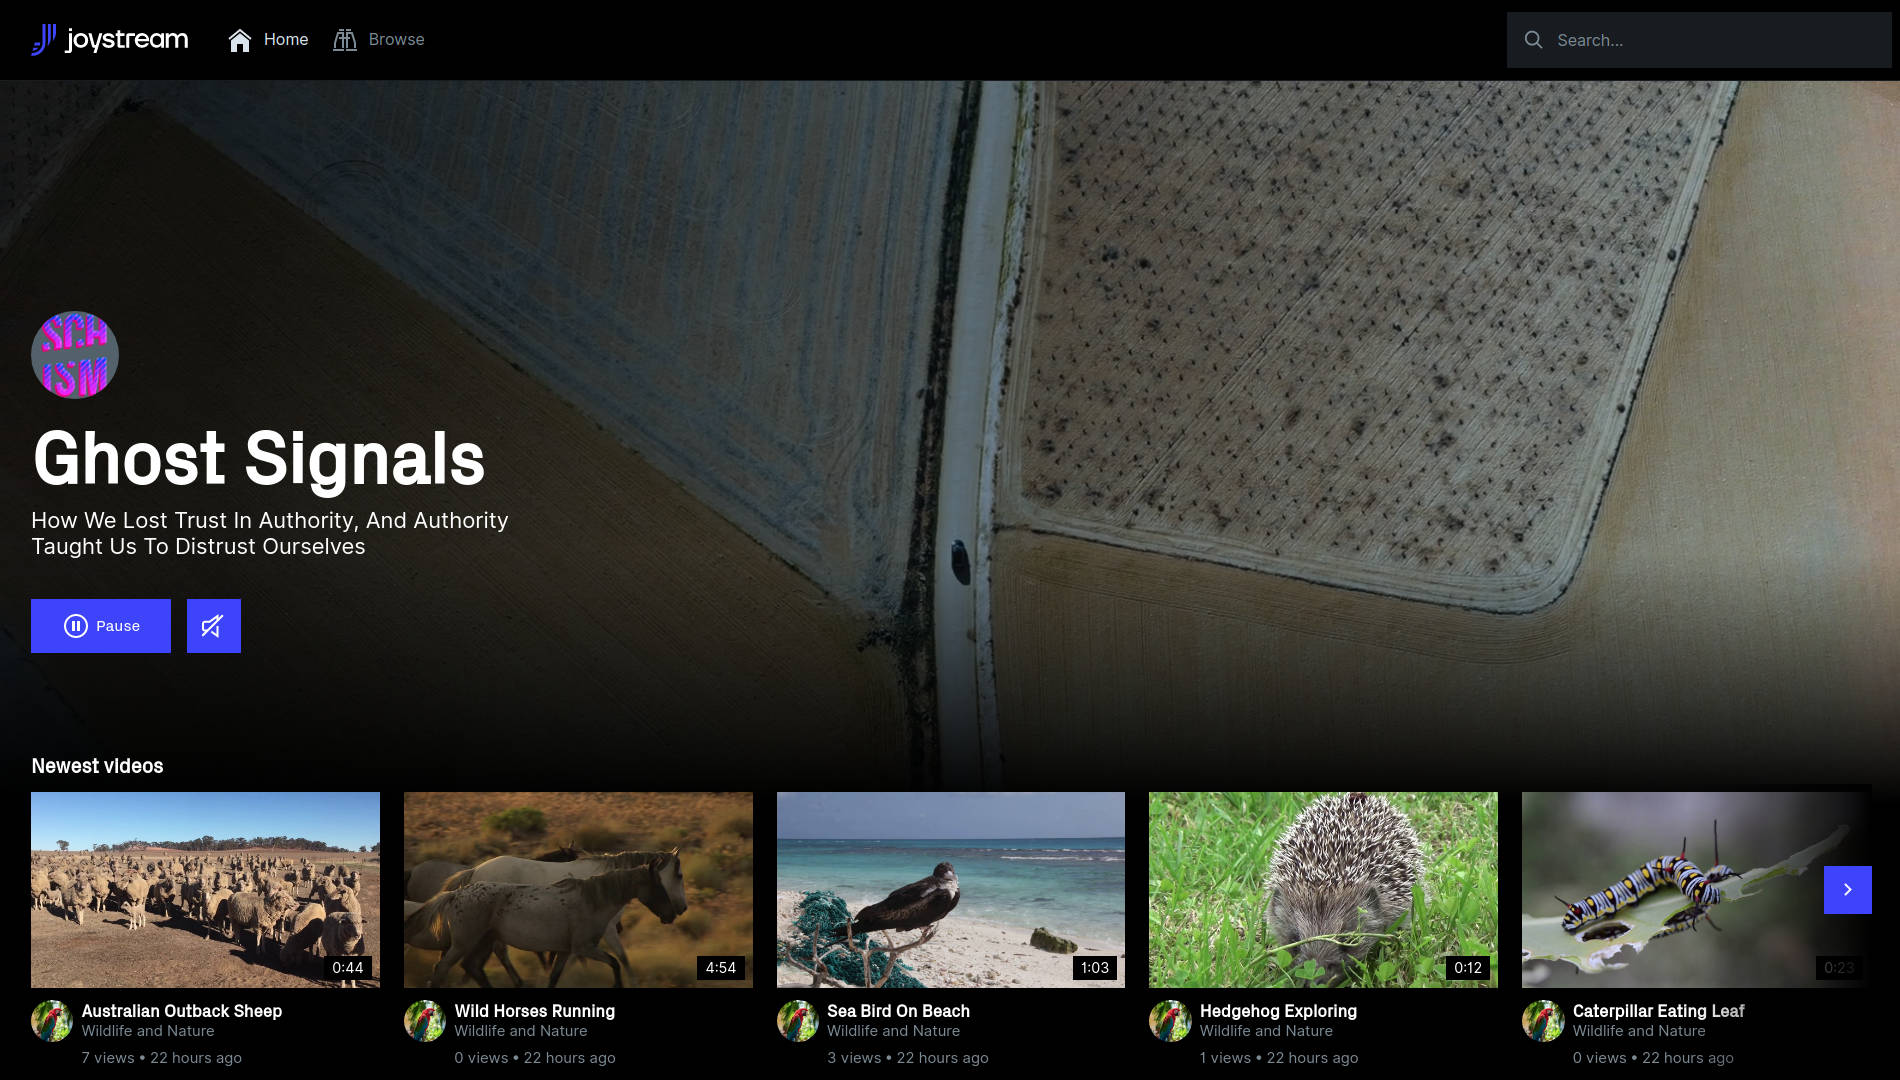 joystream
Home
Browse
Search...
SCH
ISM
Ghost Signals
How We Lost Trust In Authority, And Authority
Taught Us To Distrust Ourselves
Pause
Newest videos
0:44
4:54
1:03
0:12
0:23
Australian Outback Sheep
Wildlife and Nature
7 views • 22 hours ago
Wild Horses Running
Wildlife and Nature
0 views • 22 hours ago
Sea Bird On Beach
Wildlife and Nature
3 views • 22 hours ago
Hedgehog Exploring
Wildlife and Nature
1 views • 22 hours ago
Caterpillar Eating Leaf
Wildlife and Nature
0 views • 22 hours ago